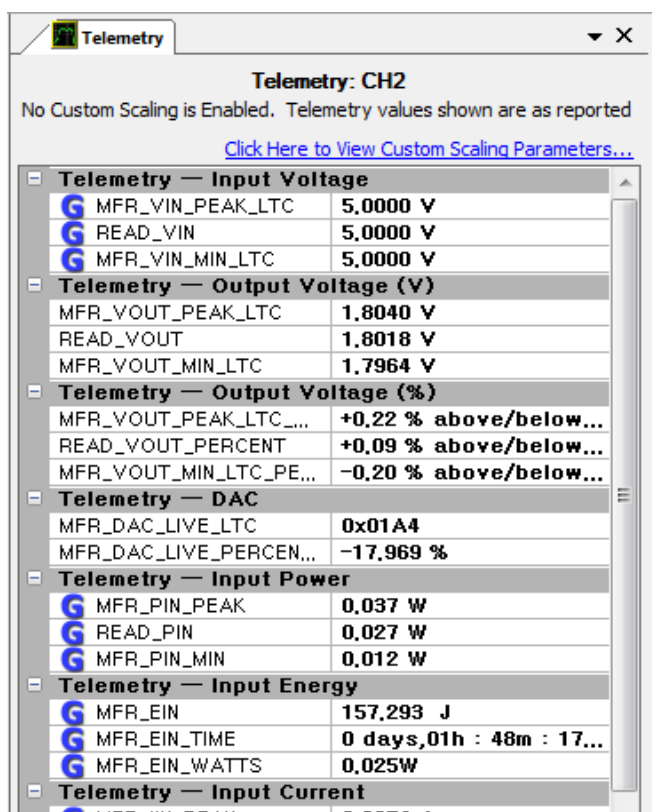 Telemetry
Telemetry: CH2
No Custom Scaling is Enabled.  Telemetry values shown are as reported
Click Here to View Custom Scaling Parameters...
Telemetry — Input Voltage
G MFR_VIN_PEAK_LTC 5.0000 V
G READ_VIN 5.0000 V
G MFR_VIN_MIN_LTC 5.0000 V
Telemetry — Output Voltage (V)
MFR_VOUT_PEAK_LTC 1.8040 V
READ_VOUT 1.8018 V
MFR_VOUT_MIN_LTC 1.7964 V
Telemetry — Output Voltage (%)
MFR_VOUT_PEAK_LTC_... +0.22 % above/below...
READ_VOUT_PERCENT +0.09 % above/below...
MFR_VOUT_MIN_LTC_PE... -0.20 % above/below...
Telemetry — DAC
MFR_DAC_LIVE_LTC 0x01A4
MFR_DAC_LIVE_PERCEN... -17.969 %
Telemetry — Input Power
G MFR_PIN_PEAK 0.037 W
G READ_PIN 0.027 W
G MFR_PIN_MIN 0.012 W
Telemetry — Input Energy
G MFR_EIN 157.293 J
G MFR_EIN_TIME 0 days,01h : 48m : 17...
G MFR_EIN_WATTS 0.025W
Telemetry — Input Current